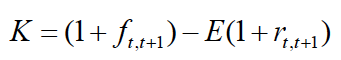 K = (1 + f_{t,t+1}) – E(1 + r_{t,t+1})